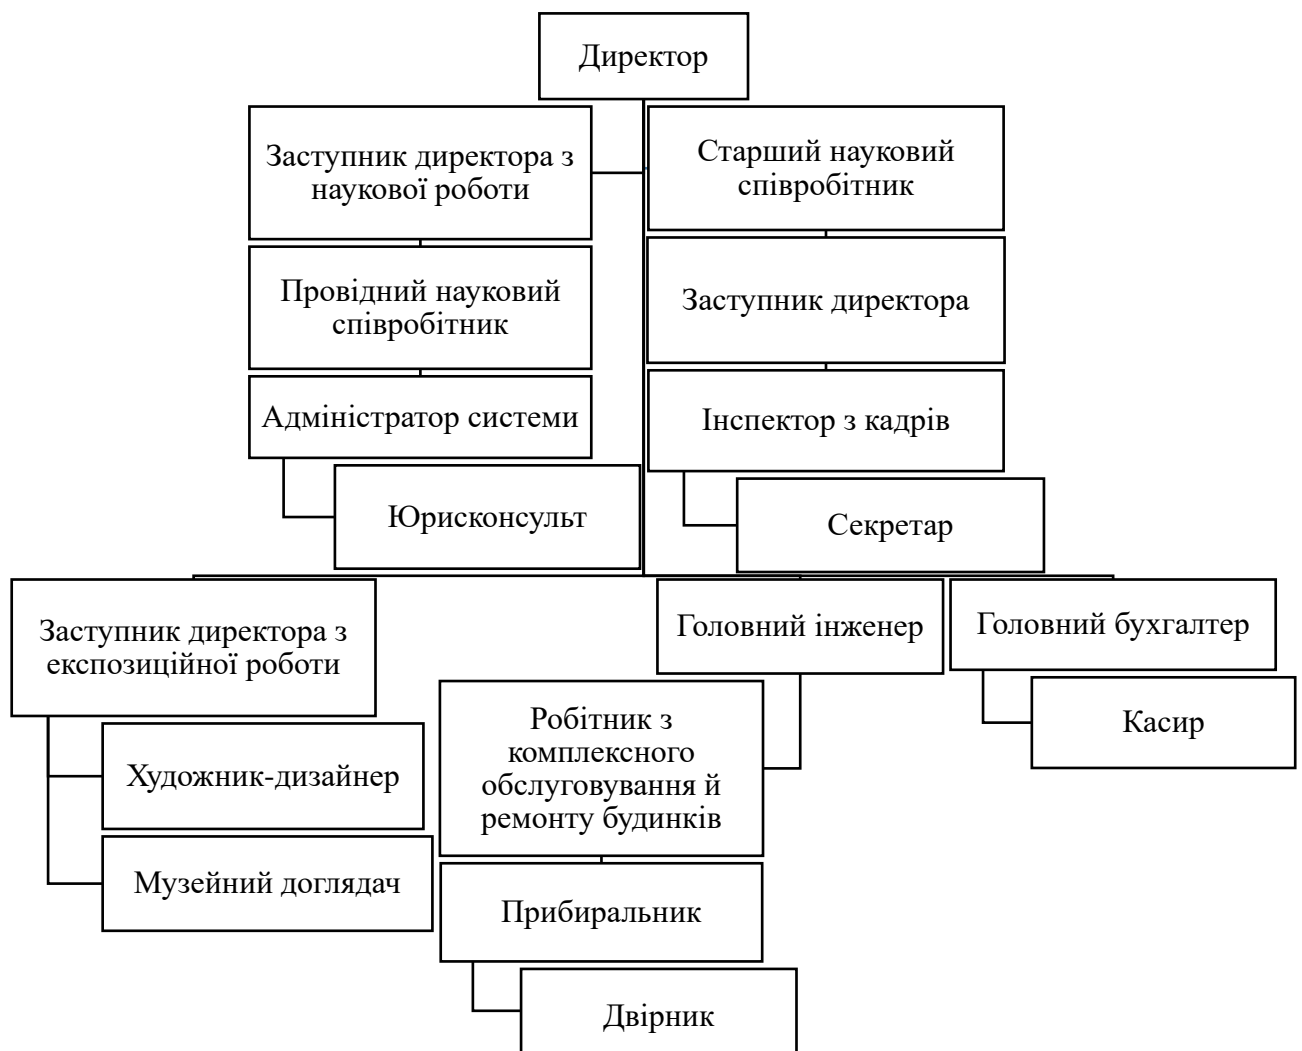 Директор
Заступник директора з
наукової роботи
Старший науковий
співробітник
Провідний науковий
співробітник
Заступник директора
Адміністратор системи
Інспектор з кадрів
Юрисконсульт
Секретар
Заступник директора з
експозиційної роботи
Головний інженер
Головний бухгалтер
Художник-дизайнер
Музейний доглядач
Робітник з
комплексного
обслуговування й
ремонту будинків
Касир
Прибиральник
Двірник